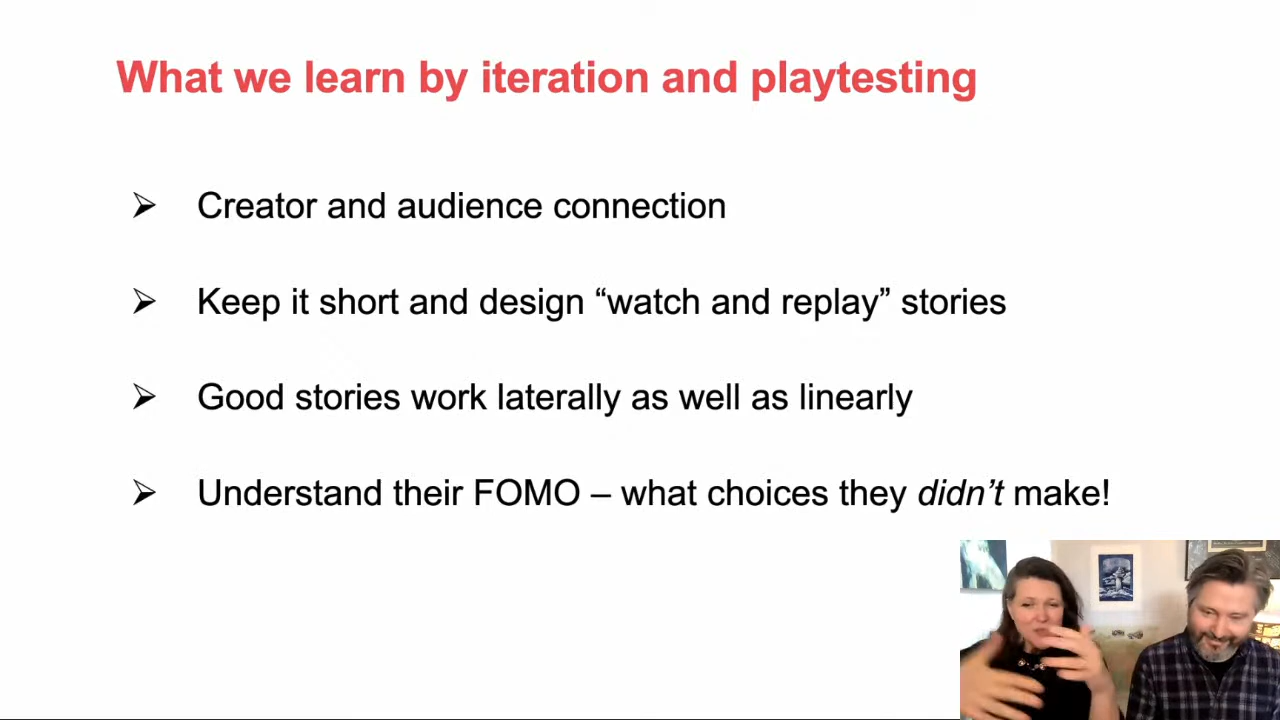 What we learn by iteration and playtesting
➢ Creator and audience connection
➢ Keep it short and design “watch and replay” stories
➢ Good stories work laterally as well as linearly
➢ Understand their FOMO – what choices they didn’t make!